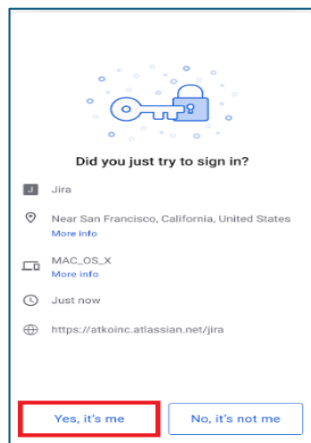 Did you just try to sign in?
J Jira
Near San Francisco, California, United States
More info
MAC_OS_X
More info
Just now
https://atkoinc.atlassian.net/jira
Yes, it's me
No, it's not me